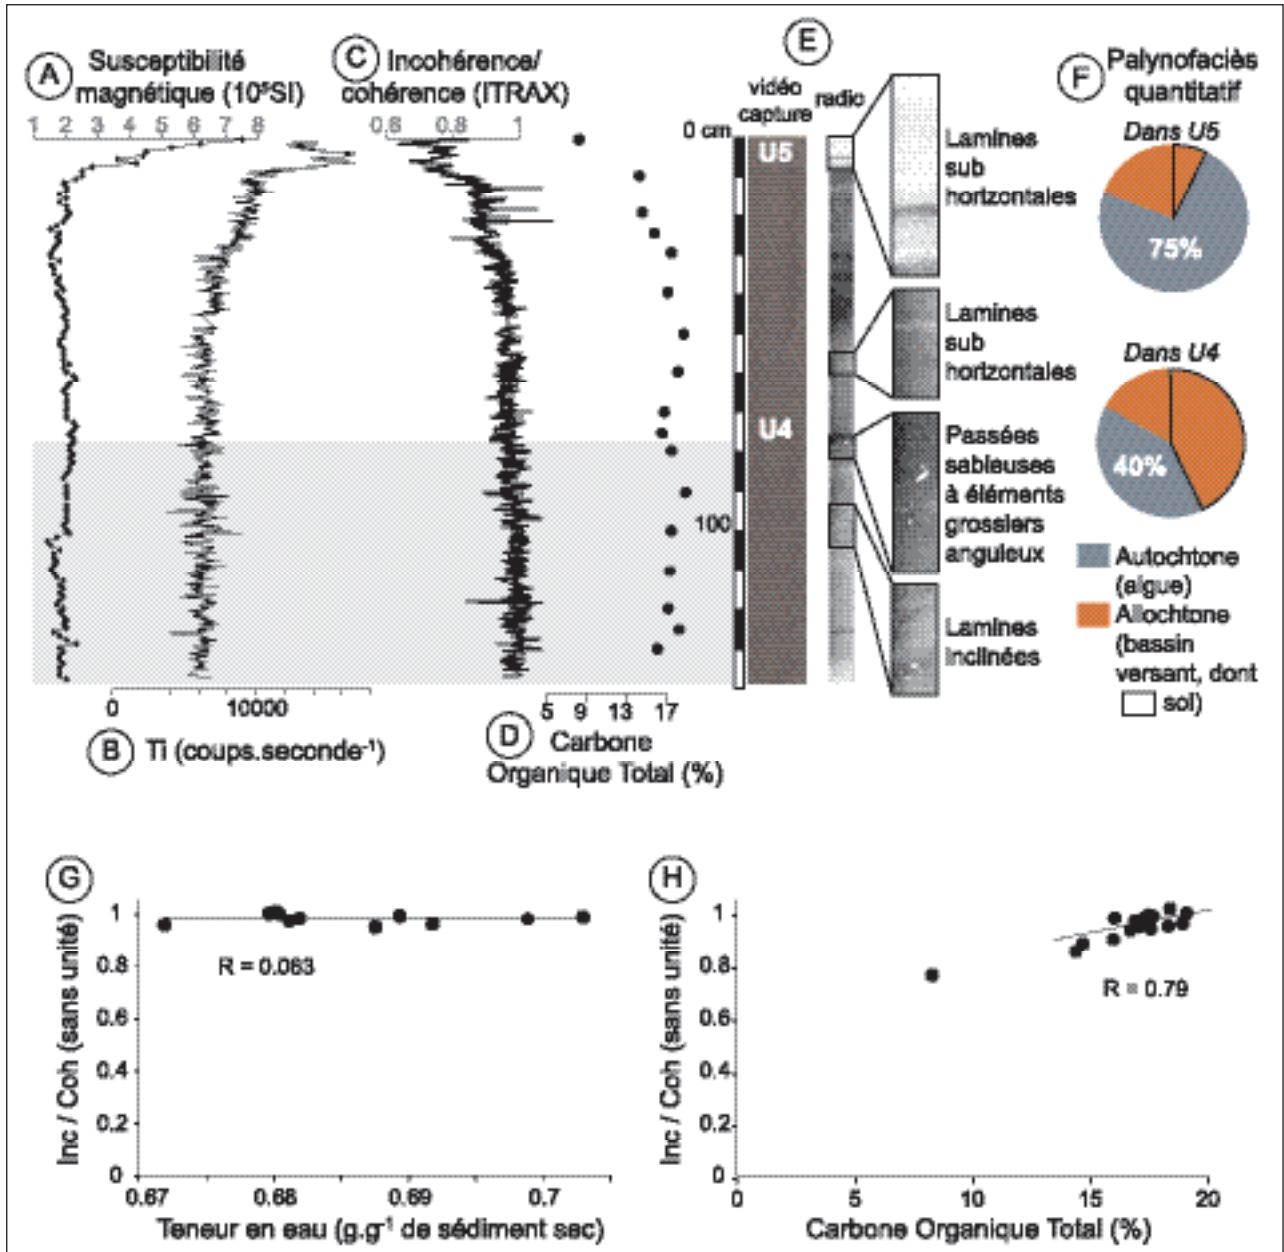 A
Susceptibilité
magnétique (10⁵SI)
1 2 3 4 5 6 7 8
C
Incohérence/
cohérence (ITRAX)
0.6 0.8 1
E
vidéo
capture
radio
0 cm
U5
U4
100
Lamines
sub
horizontales
Lamines
sub
horizontales
Passées
sableuses
à éléments
grossiers
anguleux
Lamines
inclinées
F
Palynofaciès
quantitatif
Dans U5
75%
Dans U4
40%
Autochtone
(algue)
Allochtone
(bassin
versant, dont
sol)
0 10000
B
Ti (coups.seconde⁻¹)
5 9 13 17
D
Carbone
Organique Total (%)
G
Inc / Coh (sans unité)
1
0.8
0.6
0.4
0.2
0
R = 0.063
0.67 0.68 0.69 0.7
Teneur en eau (g.g⁻¹ de sédiment sec)
H
Inc / Coh (sans unité)
1
0.8
0.6
0.4
0.2
0
R = 0.79
0 5 10 15 20
Carbone Organique Total (%)